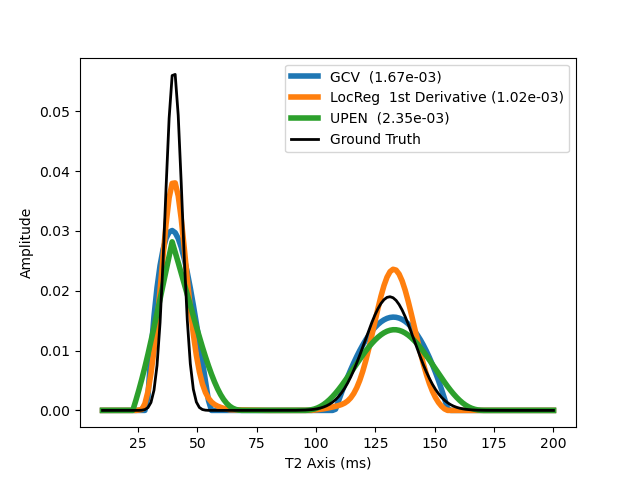 GCV  (1.67e-03)
LocReg  1st Derivative (1.02e-03)
UPEN  (2.35e-03)
Ground Truth
Amplitude
0.05
0.04
0.03
0.02
0.01
0.00
25 50 75 100 125 150 175 200
T2 Axis (ms)